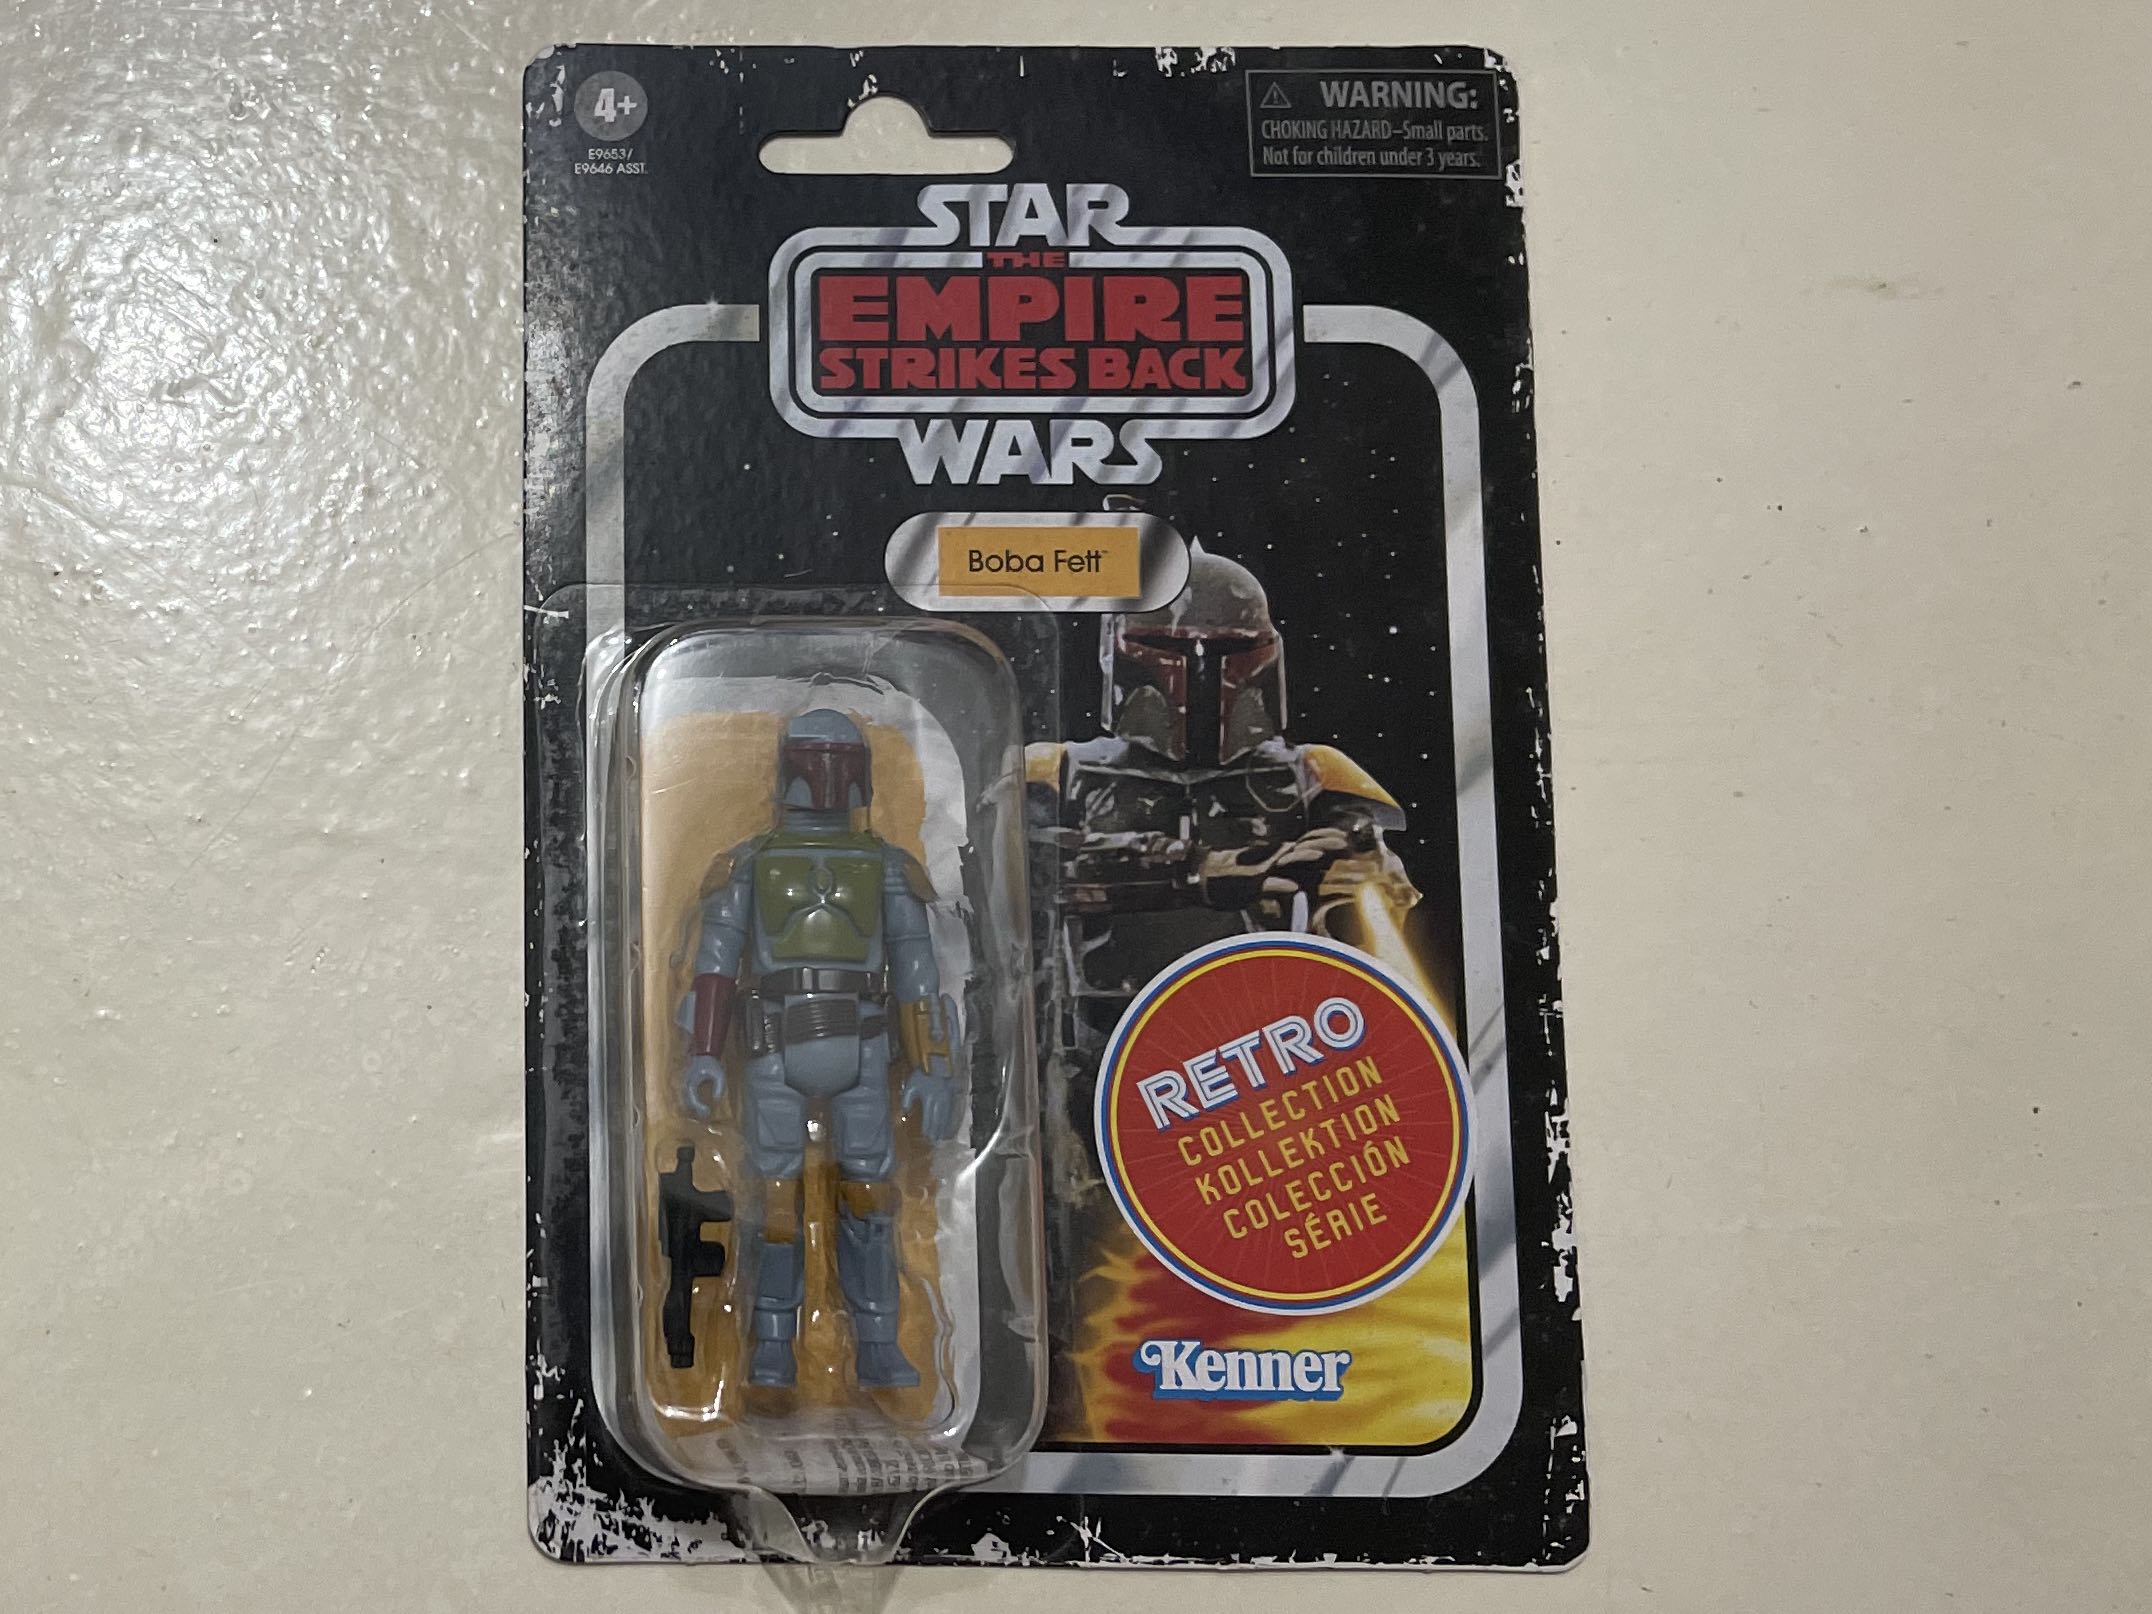 4+
E9653/
E9646 ASST.
WARNING:
CHOKING HAZARD–Small parts.
Not for children under 3 years.
STAR
THE
EMPIRE
STRIKES BACK
WARS
Boba Fett™
RETRO
COLLECTION
KOLLEKTION
COLECCIÓN
SÉRIE
Kenner